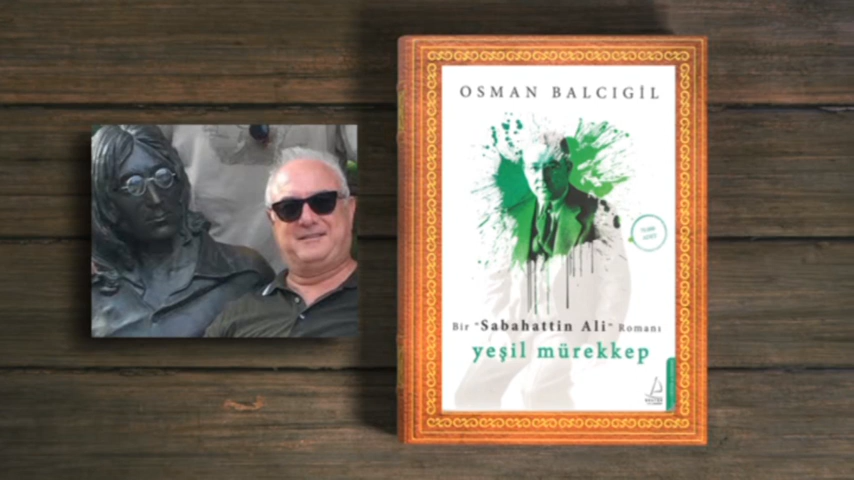 OSMAN BALCIGİL
Bir "Sabahattin Ali" Romanı
yeşil mürekkep